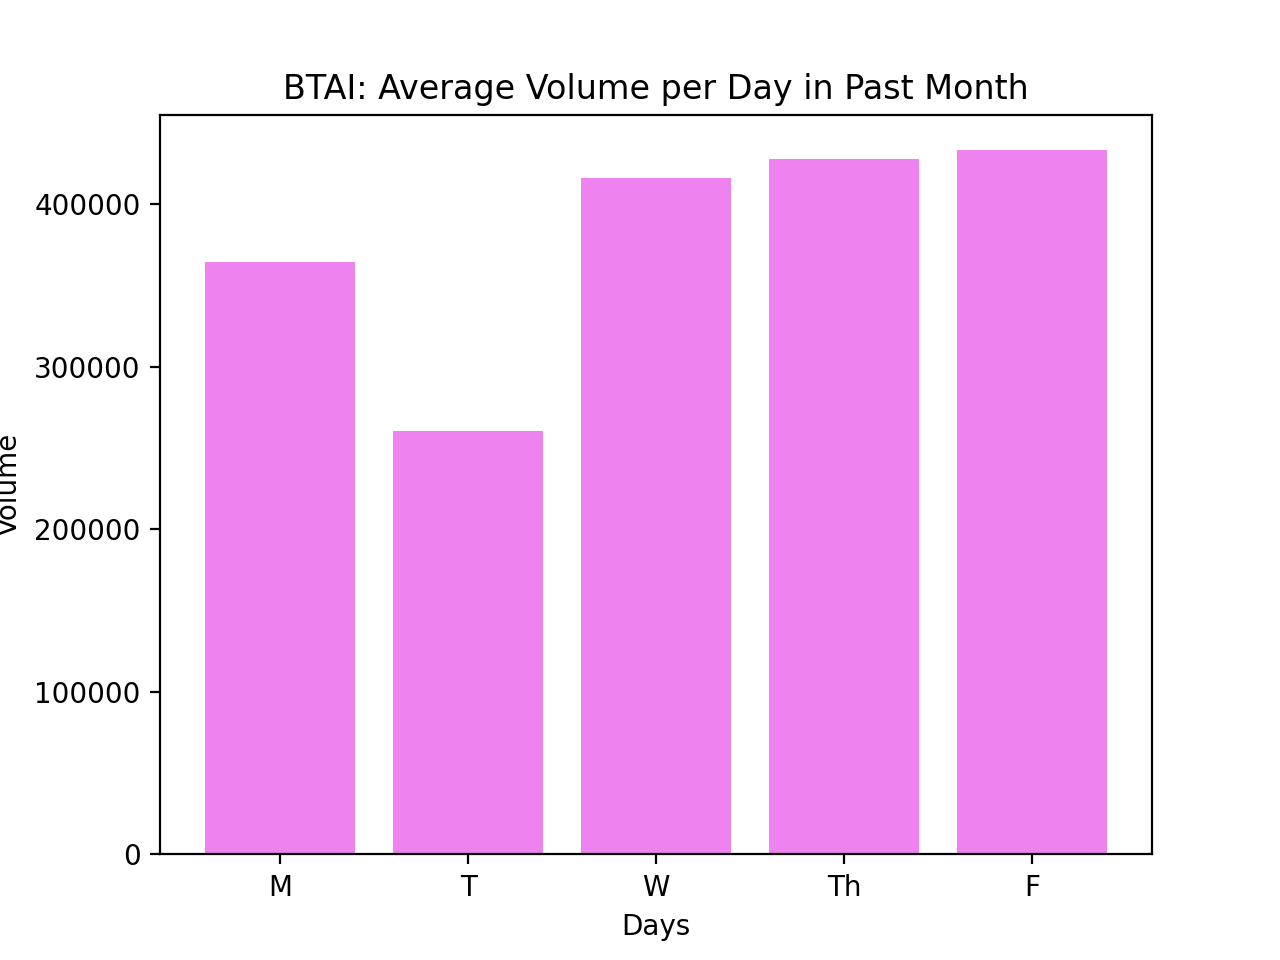 BTAI: Average Volume per Day in Past Month
Volume
400000
300000
200000
100000
0
M T W Th F
Days